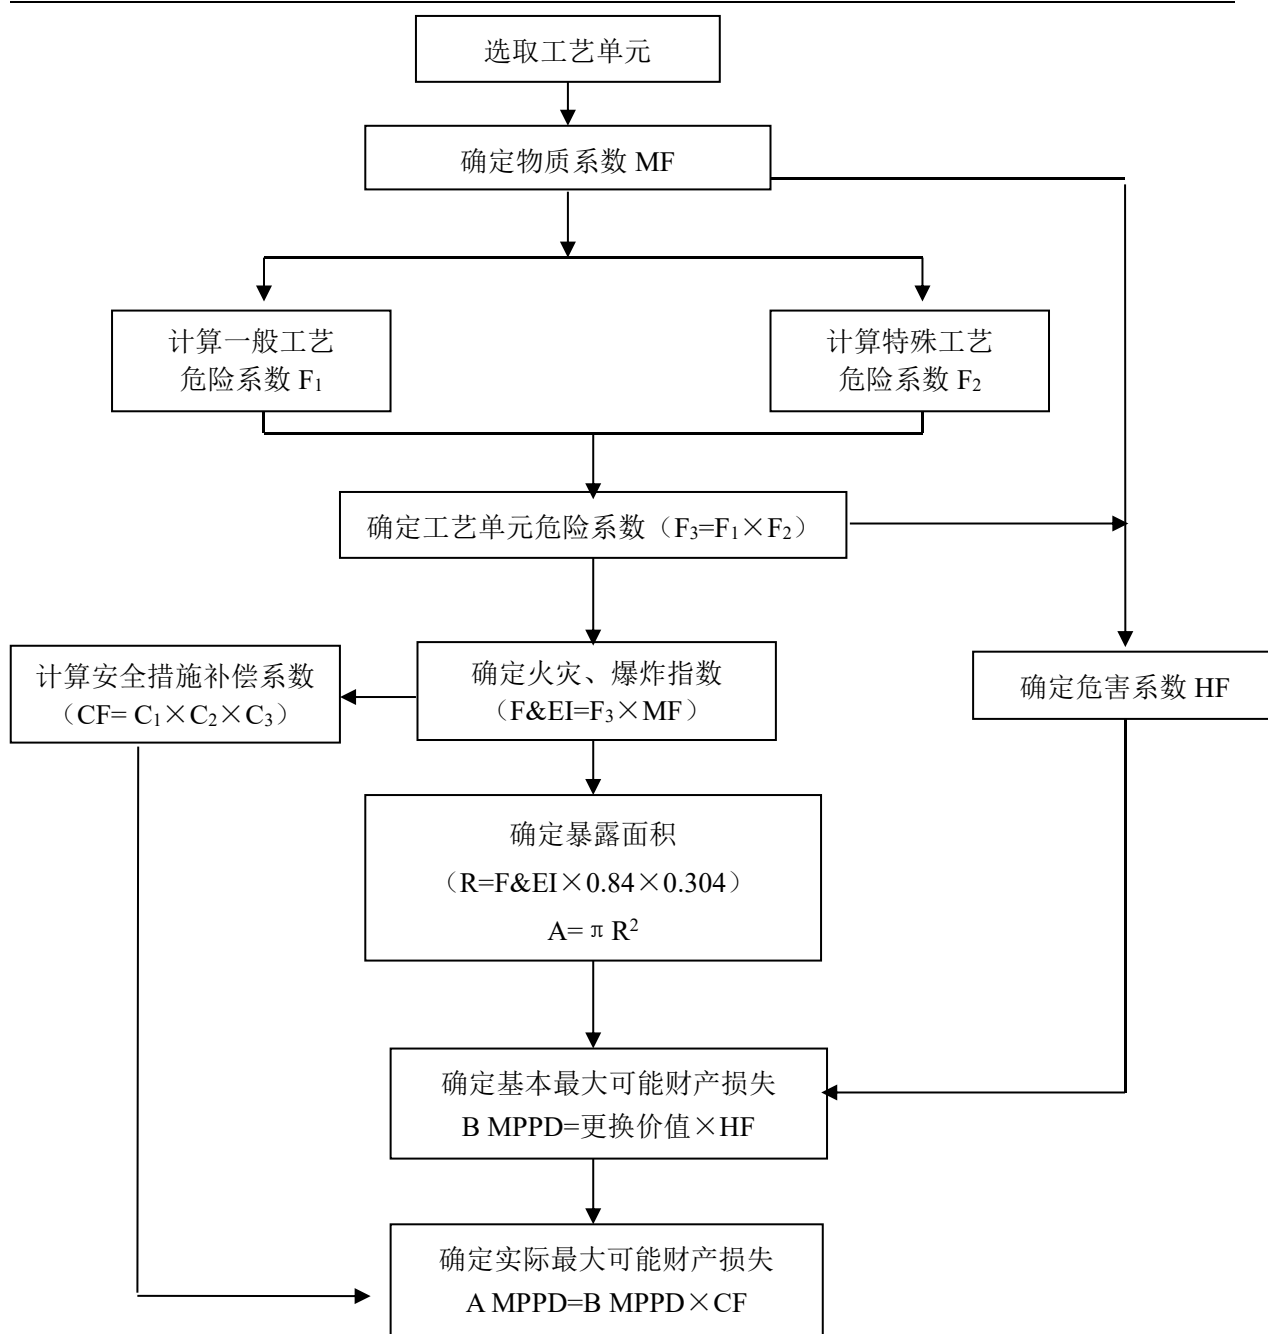 选取工艺单元
确定物质系数 MF
计算一般工艺
危险系数 F₁
计算特殊工艺
危险系数 F₂
确定工艺单元危险系数（F₃=F₁×F₂）
计算安全措施补偿系数
（CF= C₁×C₂×C₃）
确定火灾、爆炸指数
（F&EI=F₃×MF）
确定危害系数 HF
确定暴露面积
（R=F&EI×0.84×0.304）
A= π R²
确定基本最大可能财产损失
B MPPD=更换价值×HF
确定实际最大可能财产损失
A MPPD=B MPPD×CF